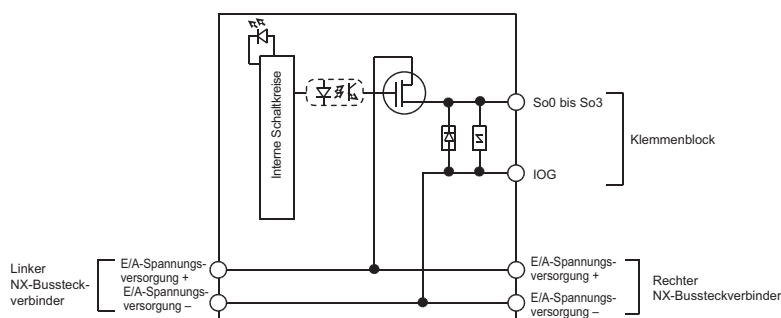 Interne Schaltkreise
So0 bis So3
Klemmenblock
IOG
Linker
NX-Bussteck-
verbinder
E/A-Spannungs-
versorgung +
E/A-Spannungs-
versorgung –
E/A-Spannungs-
versorgung +
E/A-Spannungs-
versorgung –
Rechter
NX-Bussteckverbinder